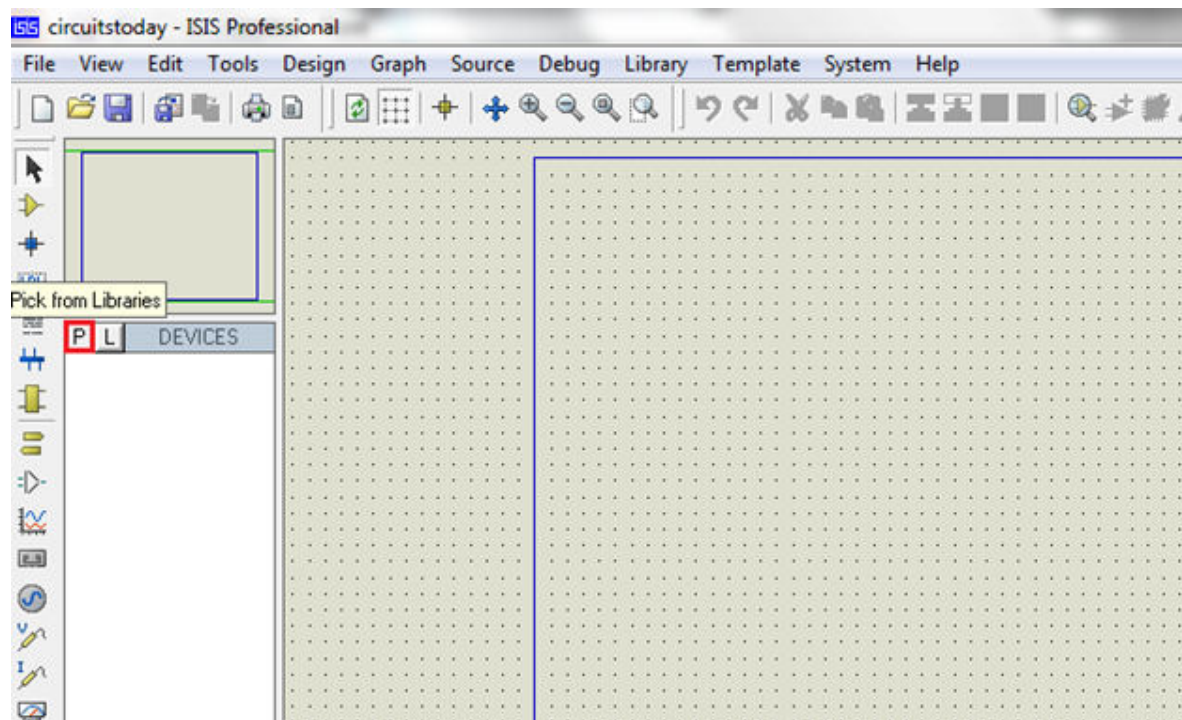 isis circuitstoday - ISIS Professional
File View Edit Tools Design Graph Source Debug Library Template System Help
Pick from Libraries
P L DEVICES